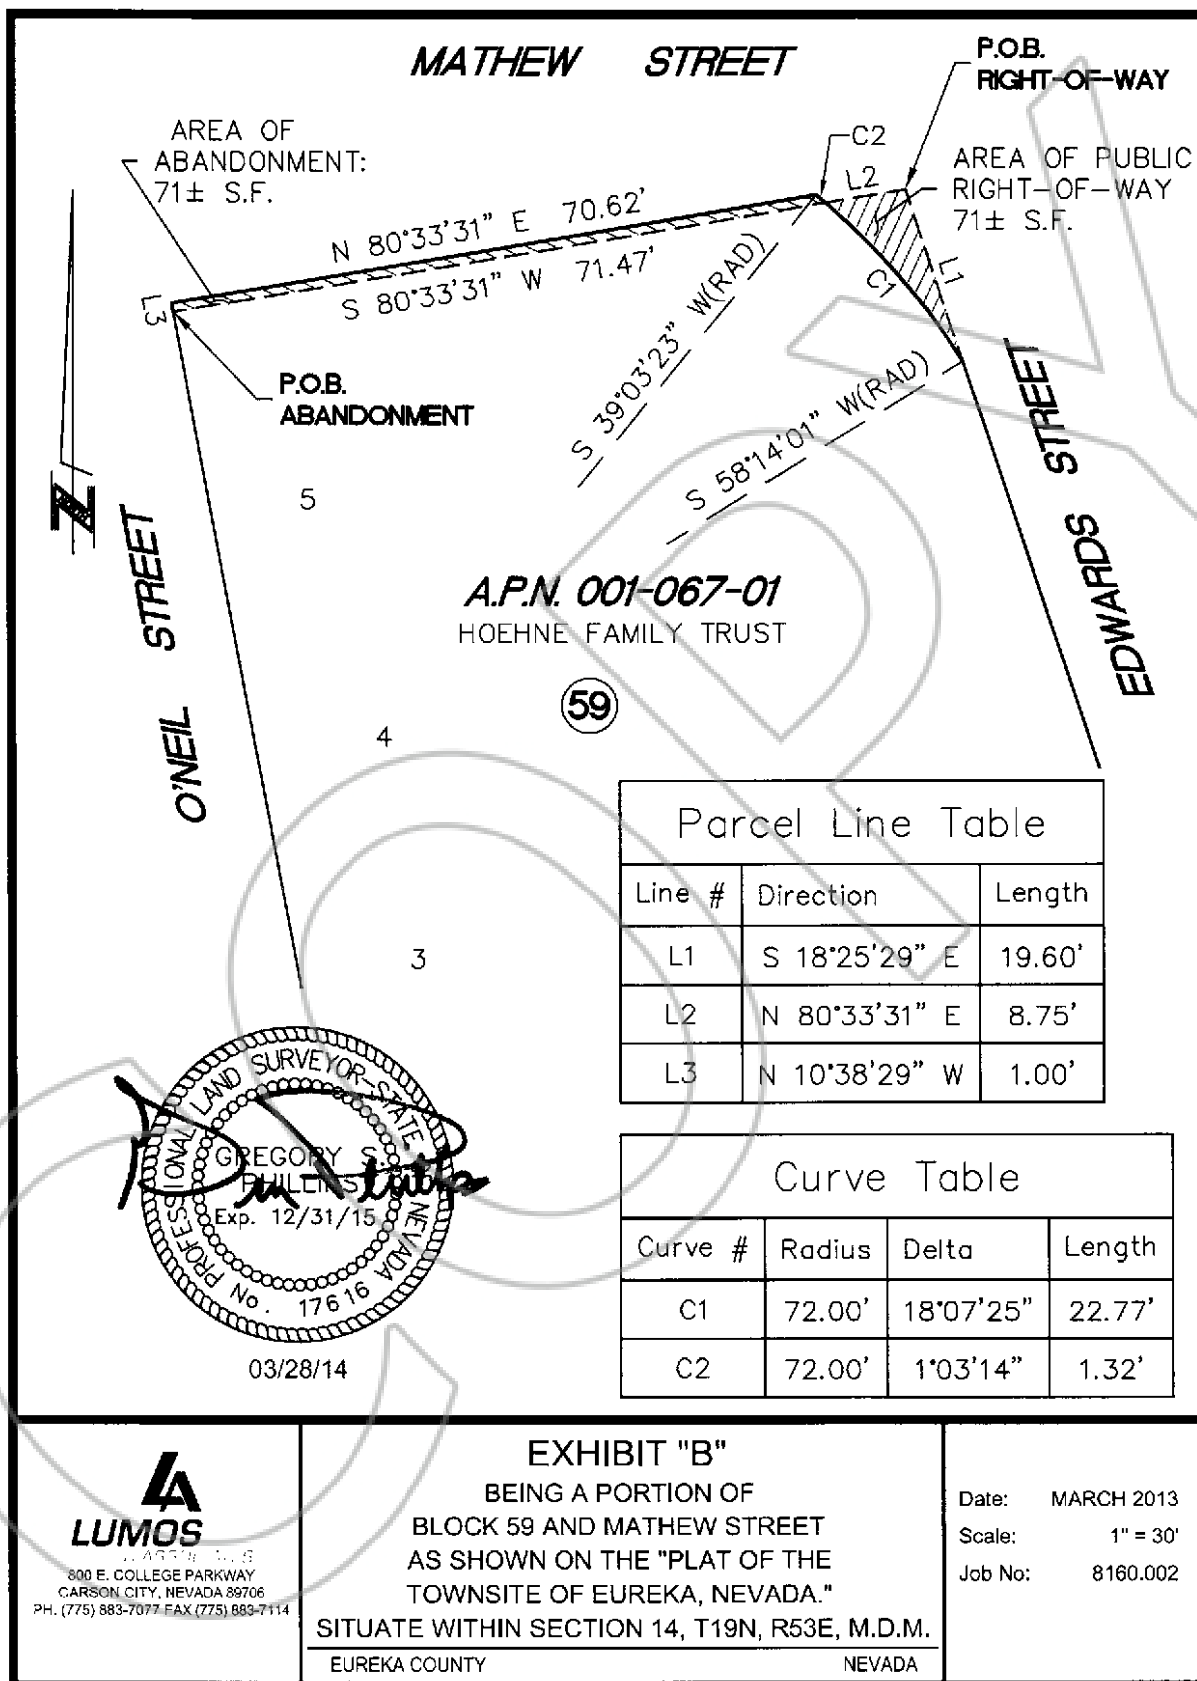 MATHEW STREET
P.O.B.
RIGHT-OF-WAY
AREA OF
ABANDONMENT:
71± S.F.
C2
L2
AREA OF PUBLIC
RIGHT-OF-WAY
71± S.F.
N 80°33'31" E 70.62'
S 80°33'31" W 71.47'
L3
C1
L1
S 39°03'23" W(RAD)
S 58°14'01" W(RAD)
P.O.B.
ABANDONMENT
N
5
O'NEIL STREET
EDWARDS STREET
A.P.N. 001-067-01
HOEHNE FAMILY TRUST
59
4
3
Parcel Line Table
Line # Direction Length
L1 S 18°25'29" E 19.60'
L2 N 80°33'31" E 8.75'
L3 N 10°38'29" W 1.00'
PROFESSIONAL LAND SURVEYOR-STATE NEVADA
GREGORY S.
PHILLIPS
Exp. 12/31/15
No. 17616
03/28/14
Curve Table
Curve # Radius Delta Length
C1 72.00' 18°07'25" 22.77'
C2 72.00' 1°03'14" 1.32'
COPY
LA
LUMOS
800 E. COLLEGE PARKWAY
CARSON CITY, NEVADA 89706
PH. (775) 883-7077 FAX (775) 883-7114
EXHIBIT "B"
BEING A PORTION OF
BLOCK 59 AND MATHEW STREET
AS SHOWN ON THE "PLAT OF THE
TOWNSITE OF EUREKA, NEVADA."
SITUATE WITHIN SECTION 14, T19N, R53E, M.D.M.
EUREKA COUNTY NEVADA
Date: MARCH 2013
Scale: 1" = 30'
Job No: 8160.002